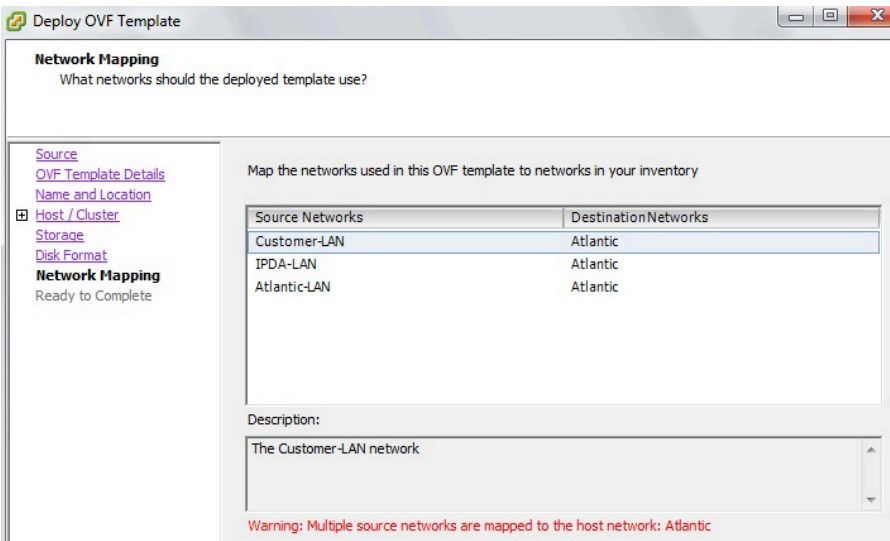 Deploy OVF Template
Network Mapping
What networks should the deployed template use?
Source
OVF Template Details
Name and Location
Host / Cluster
Storage
Disk Format
Network Mapping
Ready to Complete
Map the networks used in this OVF template to networks in your inventory
Source Networks DestinationNetworks
Customer-LAN Atlantic
IPDA-LAN Atlantic
Atlantic-LAN Atlantic
Description:
The Customer-LAN network
Warning: Multiple source networks are mapped to the host network: Atlantic